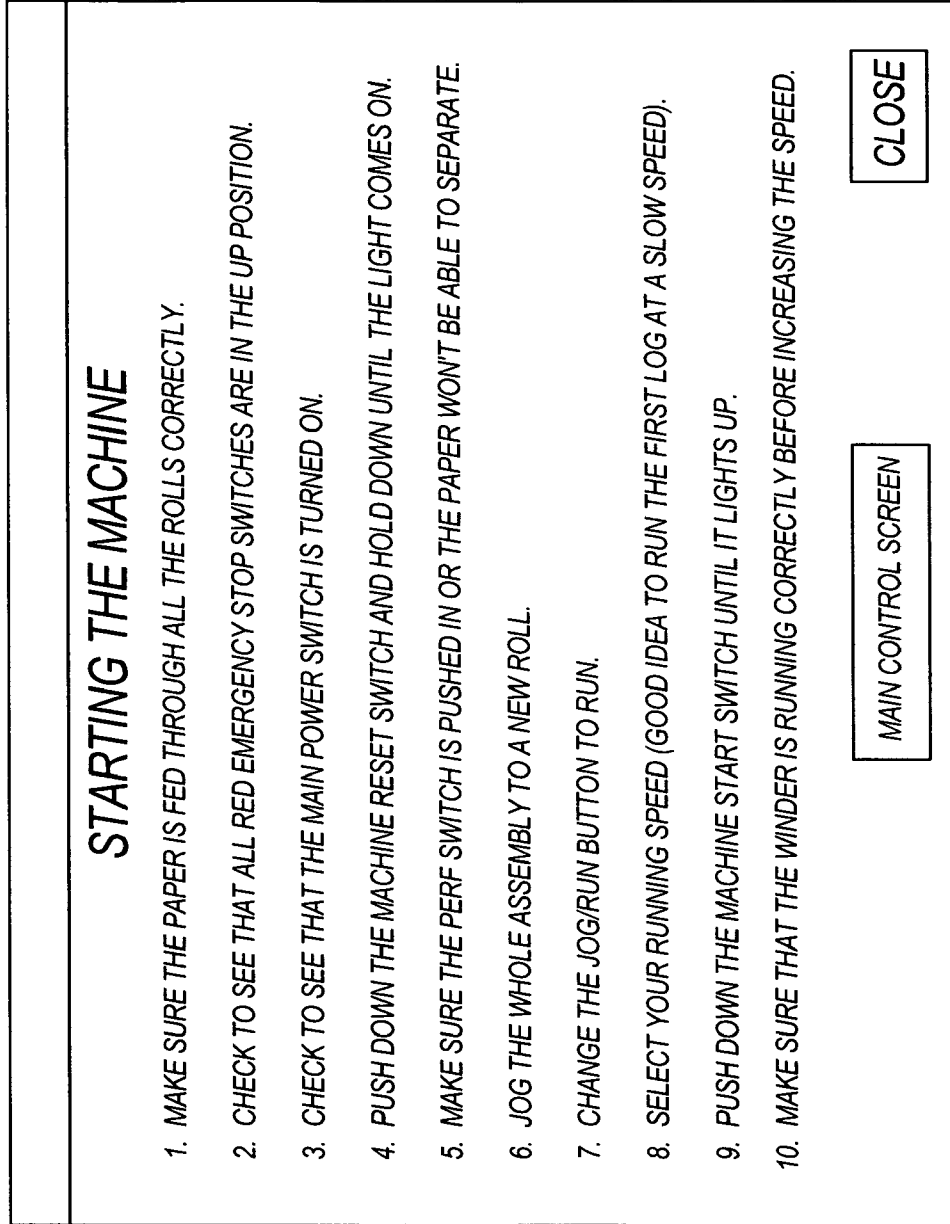 STARTING THE MACHINE
1. MAKE SURE THE PAPER IS FED THROUGH ALL THE ROLLS CORRECTLY.
2. CHECK TO SEE THAT ALL RED EMERGENCY STOP SWITCHES ARE IN THE UP POSITION.
3. CHECK TO SEE THAT THE MAIN POWER SWITCH IS TURNED ON.
4. PUSH DOWN THE MACHINE RESET SWITCH AND HOLD DOWN UNTIL THE LIGHT COMES ON.
5. MAKE SURE THE PERF SWITCH IS PUSHED IN OR THE PAPER WON'T BE ABLE TO SEPARATE.
6. JOG THE WHOLE ASSEMBLY TO A NEW ROLL.
7. CHANGE THE JOG/RUN BUTTON TO RUN.
8. SELECT YOUR RUNNING SPEED (GOOD IDEA TO RUN THE FIRST LOG AT A SLOW SPEED).
9. PUSH DOWN THE MACHINE START SWITCH UNTIL IT LIGHTS UP.
10. MAKE SURE THAT THE WINDER IS RUNNING CORRECTLY BEFORE INCREASING THE SPEED.
MAIN CONTROL SCREEN
CLOSE